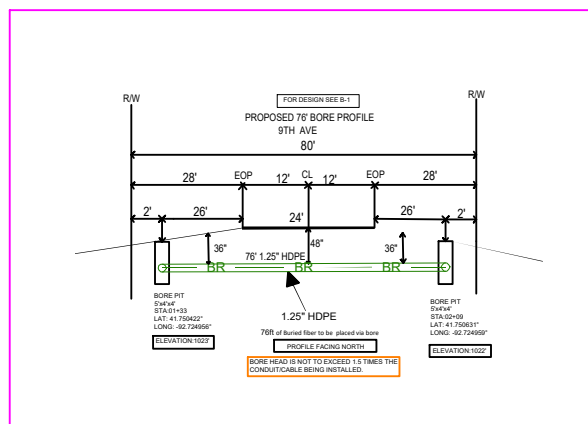 FOR DESIGN SEE B-1
R/W
R/W
PROPOSED 76' BORE PROFILE
9TH AVE
80'
28'
EOP
12'
CL
12'
EOP
28'
2'
26'
24'
26'
2'
36"
48"
36"
76' 1.25" HDPE
BR
BR
BR
BORE PIT
5'x4'x4'
STA:01+33
LAT: 41.750422°
LONG: -92.724956°
ELEVATION:1023'
1.25" HDPE
76ft of Buried fiber to be placed via bore
PROFILE FACING NORTH
BORE HEAD IS NOT TO EXCEED 1.5 TIMES THE
CONDUIT/CABLE BEING INSTALLED.
BORE PIT
5'x4'x4'
STA:02+09
LAT: 41.750631°
LONG: -92.724959°
ELEVATION:1022'